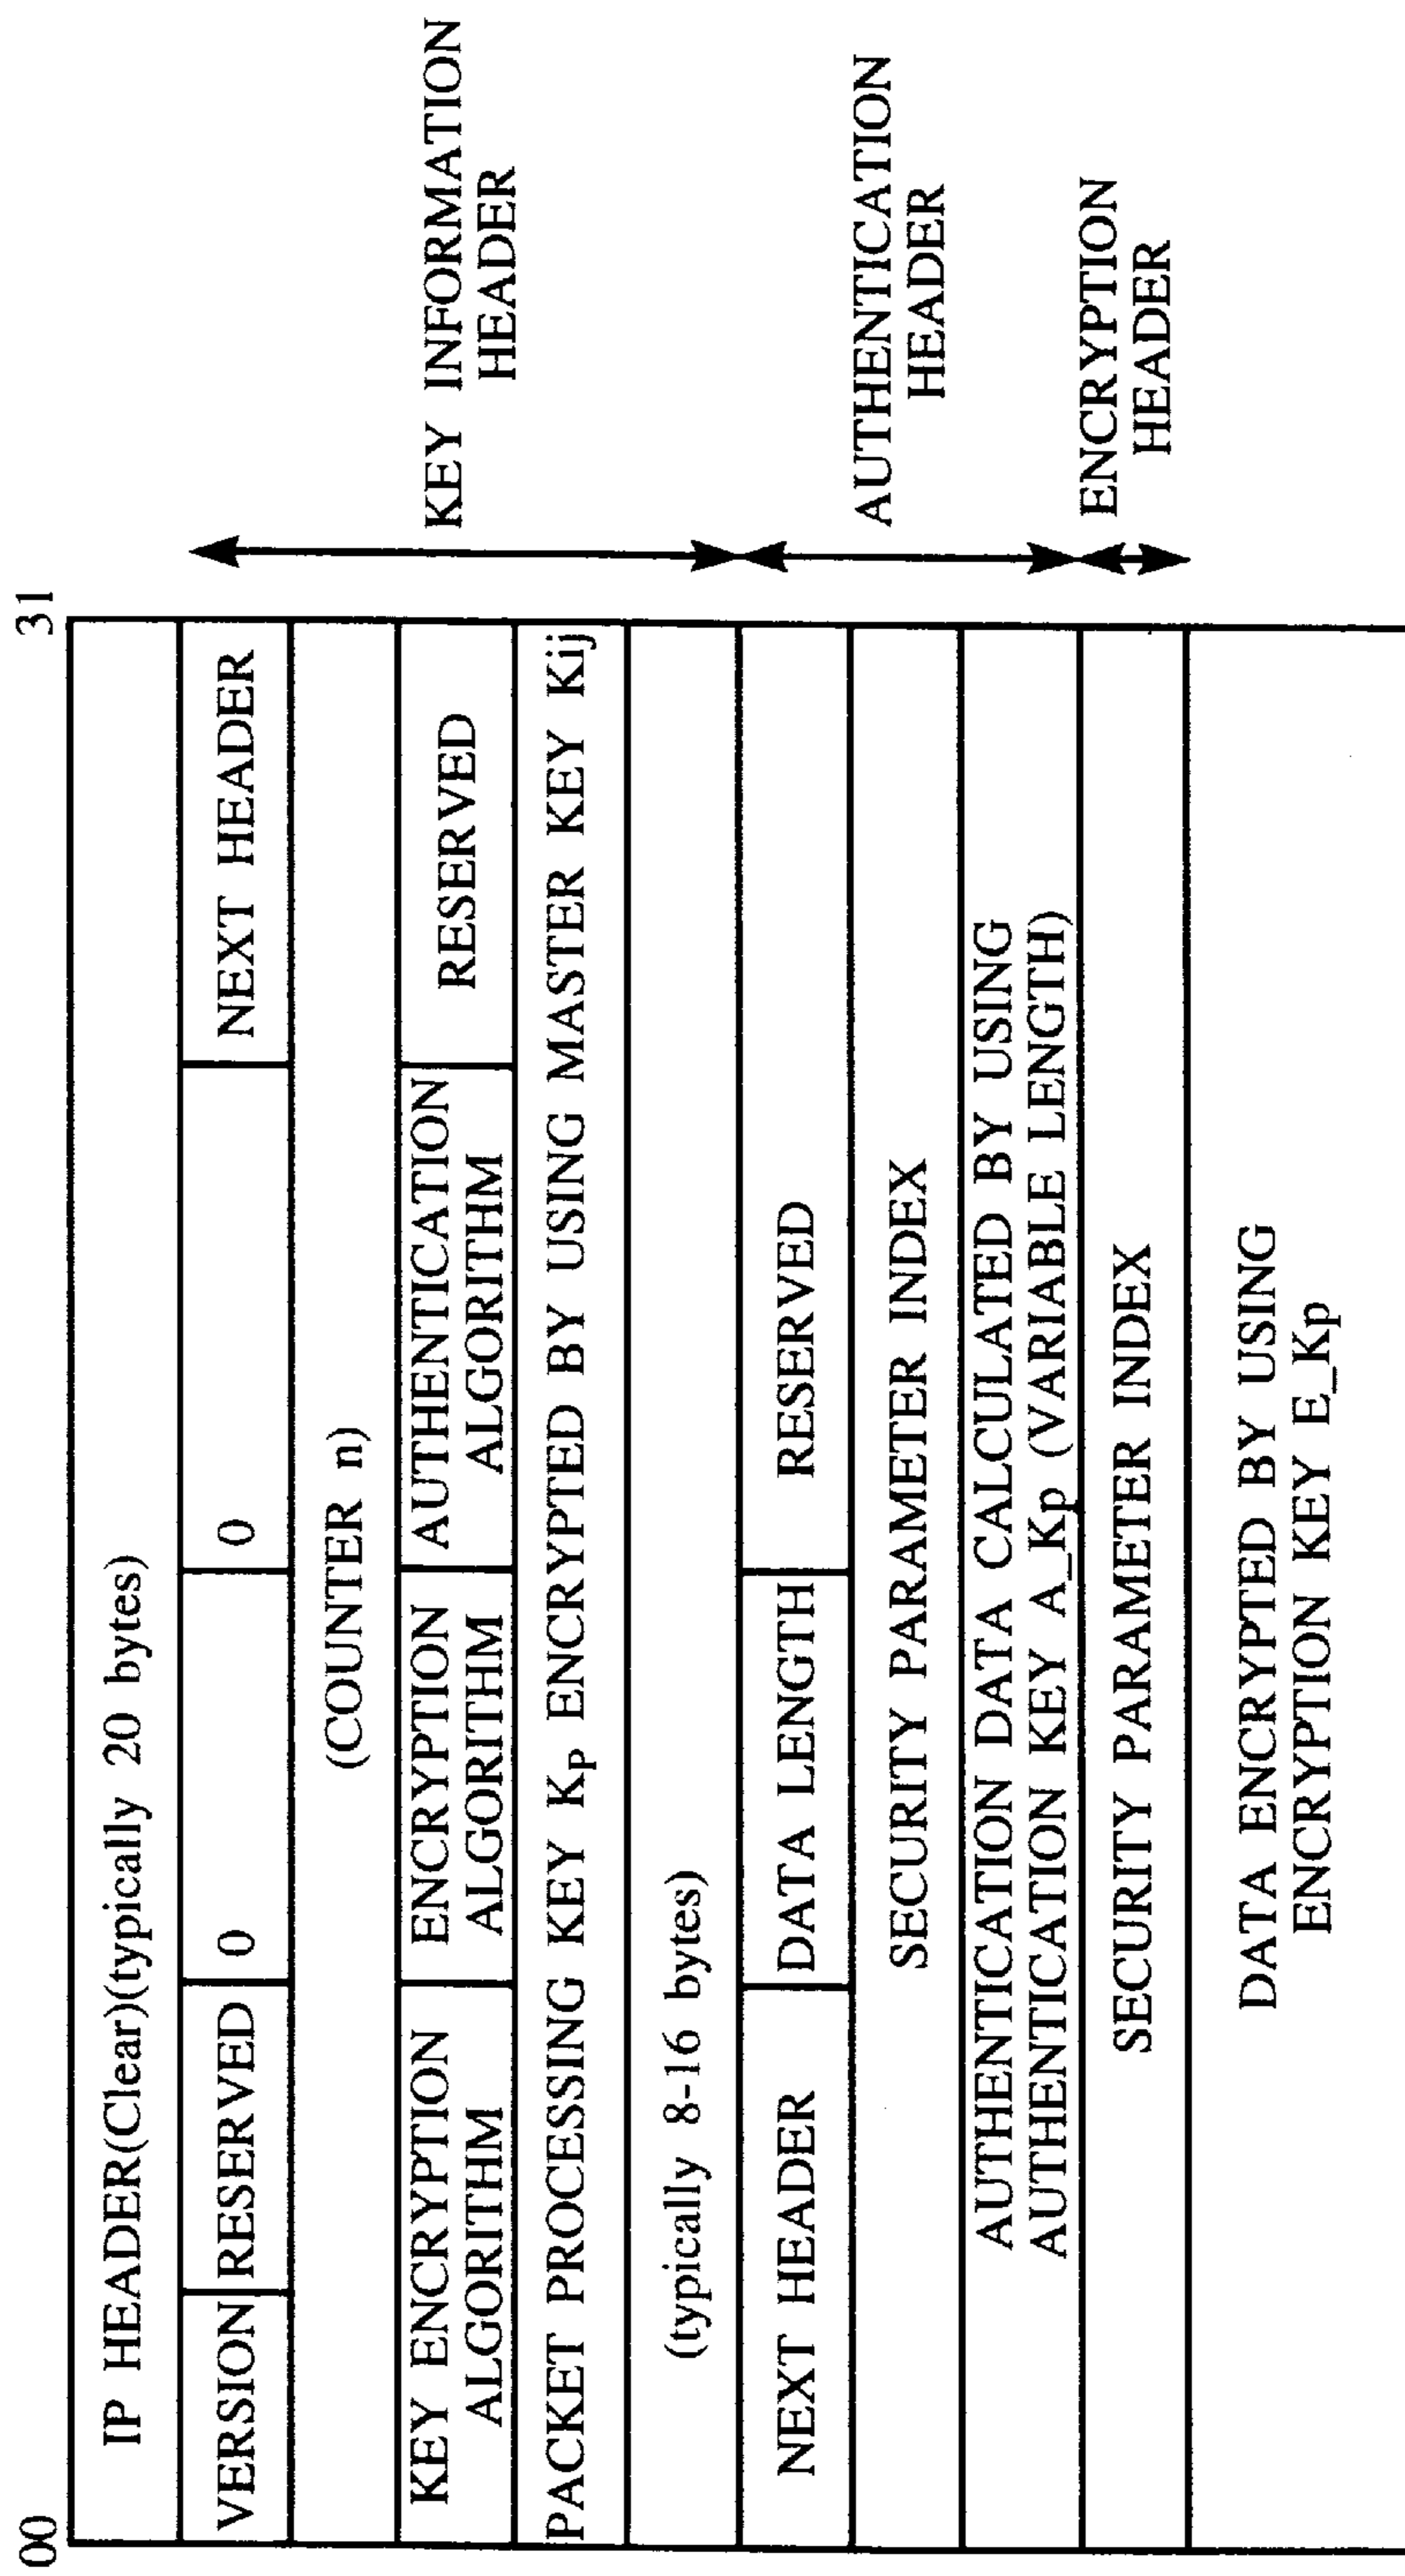 00 31
IP HEADER(Clear)(typically 20 bytes)
VERSION RESERVED 0 0 NEXT HEADER
(COUNTER n)
KEY ENCRYPTION ALGORITHM
ENCRYPTION ALGORITHM
AUTHENTICATION ALGORITHM
RESERVED
PACKET PROCESSING KEY Kp ENCRYPTED BY USING MASTER KEY Kij
(typically 8-16 bytes)
KEY INFORMATION
HEADER
NEXT HEADER DATA LENGTH RESERVED
SECURITY PARAMETER INDEX
AUTHENTICATION DATA CALCULATED BY USING
AUTHENTICATION KEY A_Kp (VARIABLE LENGTH)
AUTHENTICATION
HEADER
SECURITY PARAMETER INDEX
ENCRYPTION
HEADER
DATA ENCRYPTED BY USING
ENCRYPTION KEY E_Kp